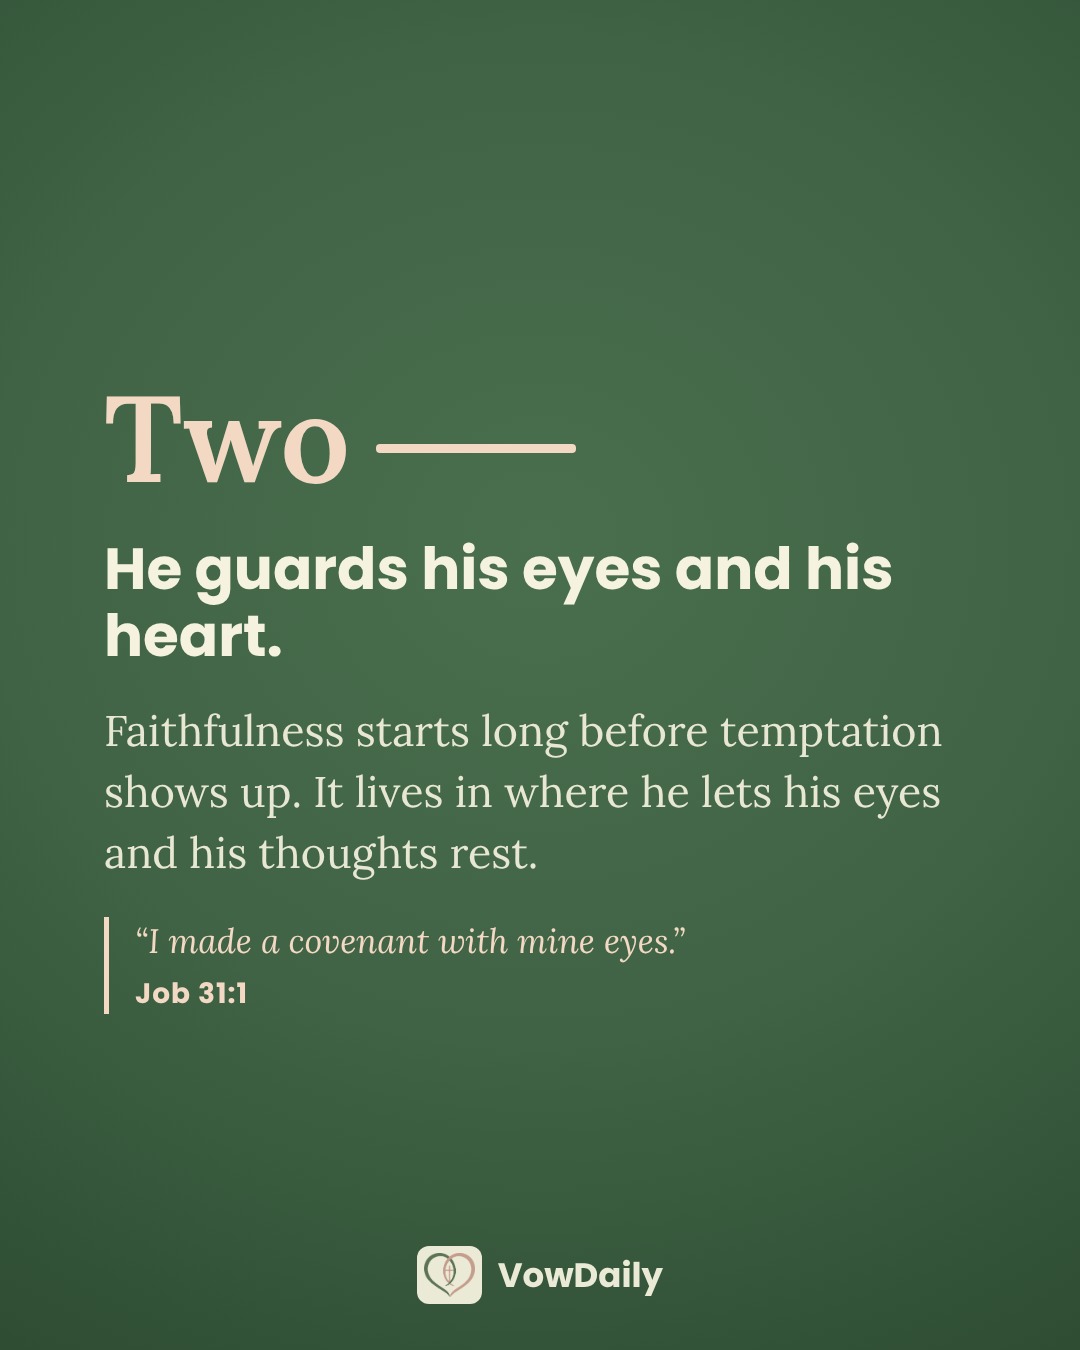 Two
He guards his eyes and his
heart.
Faithfulness starts long before temptation
shows up. It lives in where he lets his eyes
and his thoughts rest.
“I made a covenant with mine eyes.”
Job 31:1
VowDaily